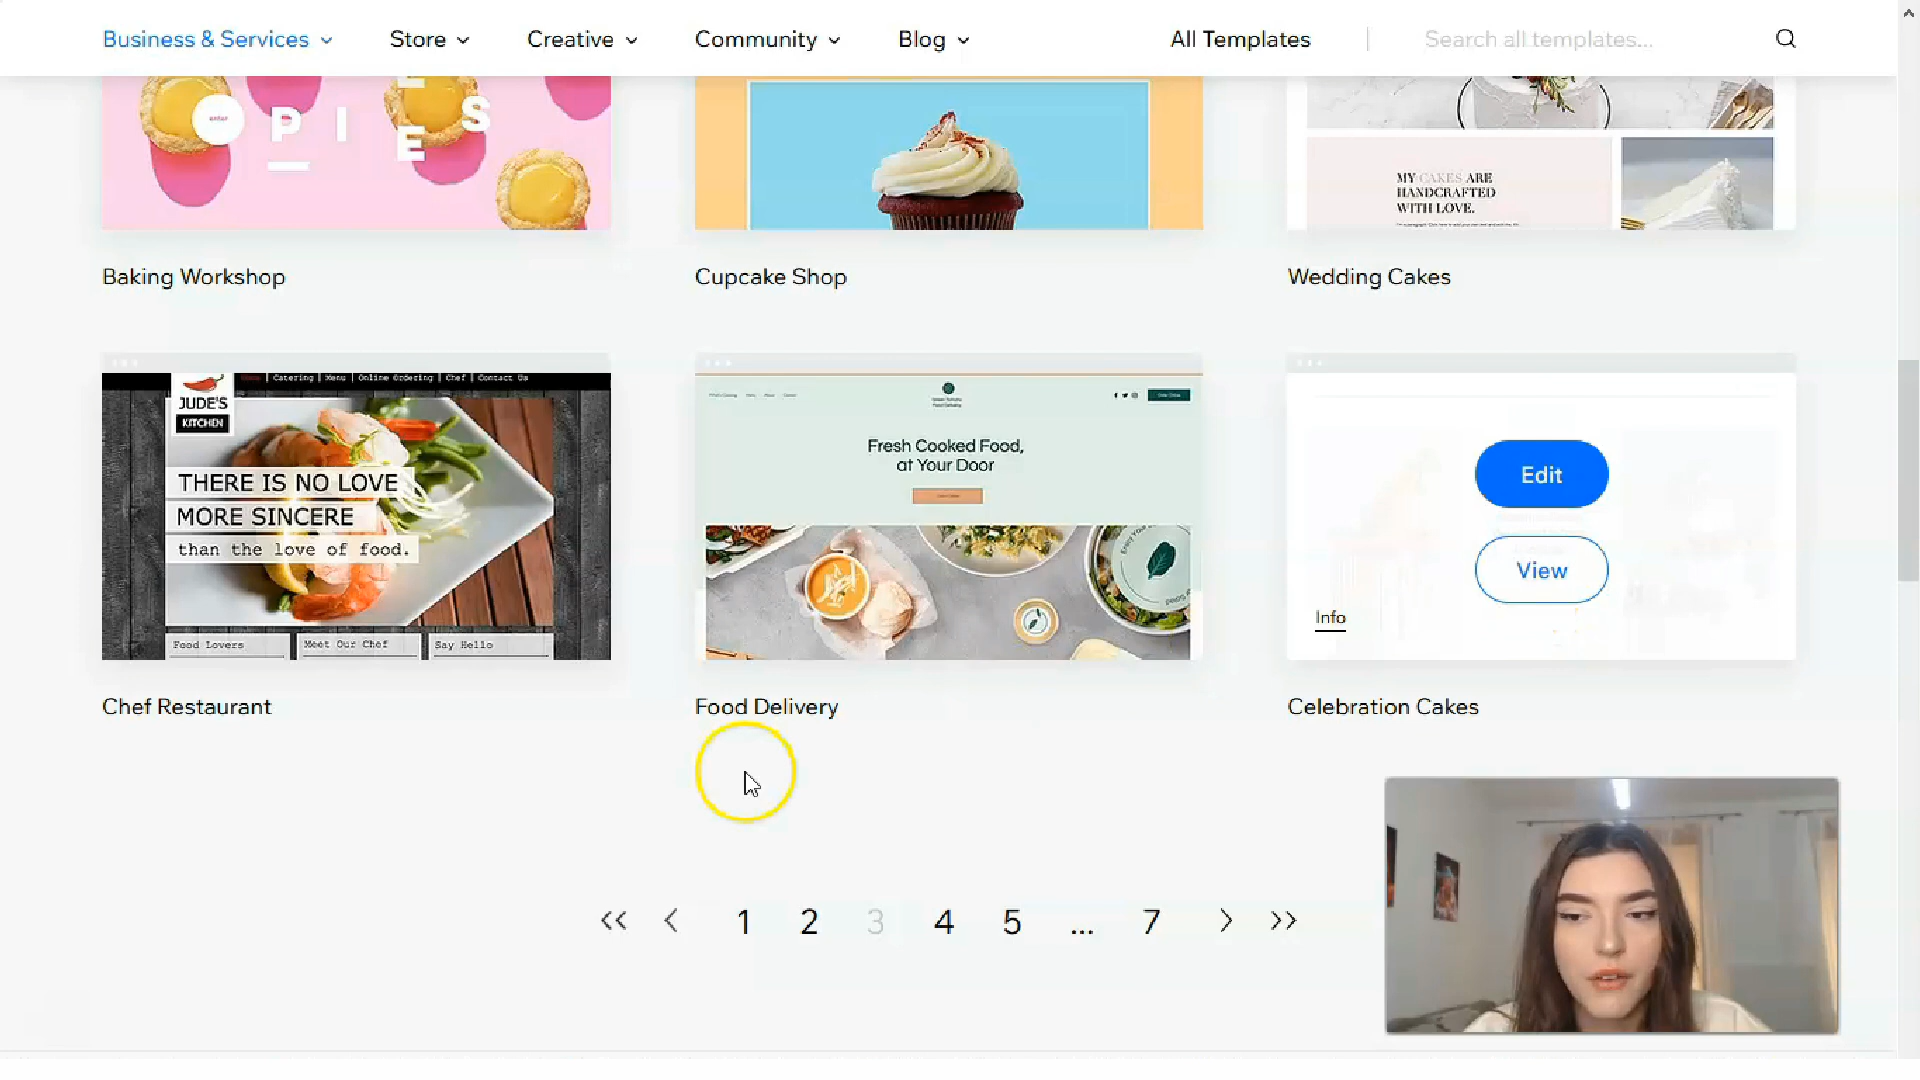 Business & Services
Store
Creative
Community
Blog
All Templates
Search all templates...
enter
P I E E S
MY CAKES ARE
HANDCRAFTED
WITH LOVE.
Baking Workshop
Cupcake Shop
Wedding Cakes
Catering | Menu | Online Ordering | Chef | Contact Us
JUDE'S
KITCHEN
THERE IS NO LOVE
MORE SINCERE
than the love of food.
Food Lovers
Meet Our Chef
Say Hello
Fresh Cooked Food,
at Your Door
Edit
View
Info
Chef Restaurant
Food Delivery
Celebration Cakes
<< < 1 2 3 4 5 ... 7 > >>